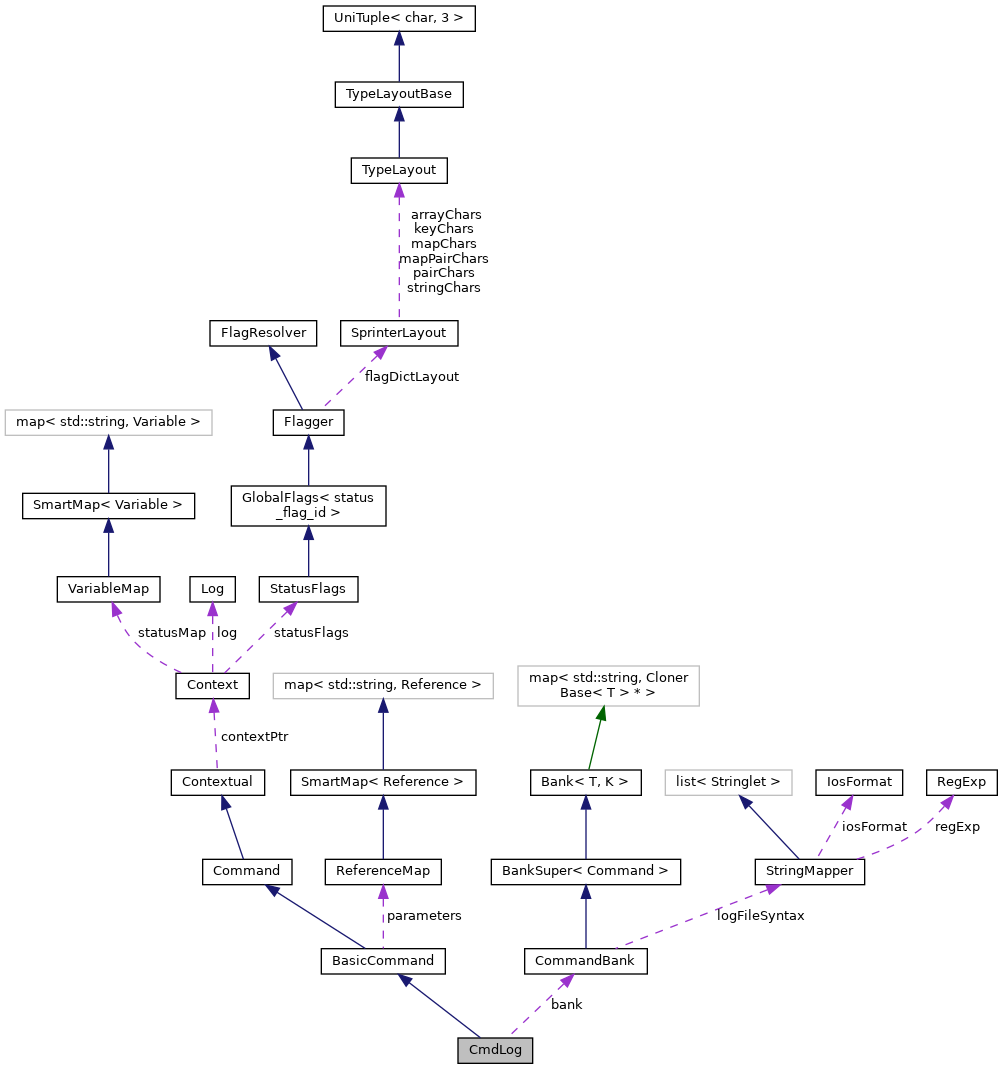 UniTuple< char, 3 >
TypeLayoutBase
TypeLayout
arrayChars
keyChars
mapChars
mapPairChars
pairChars
stringChars
FlagResolver
SprinterLayout
flagDictLayout
map< std::string, Variable >
Flagger
SmartMap< Variable >
GlobalFlags< status
_flag_id >
VariableMap
Log
StatusFlags
statusMap
log
statusFlags
Context
map< std::string, Reference >
map< std::string, Cloner
Base< T > * >
contextPtr
Contextual
SmartMap< Reference >
Bank< T, K >
list< Stringlet >
IosFormat
RegExp
iosFormat
regExp
Command
ReferenceMap
BankSuper< Command >
StringMapper
parameters
logFileSyntax
BasicCommand
CommandBank
bank
CmdLog